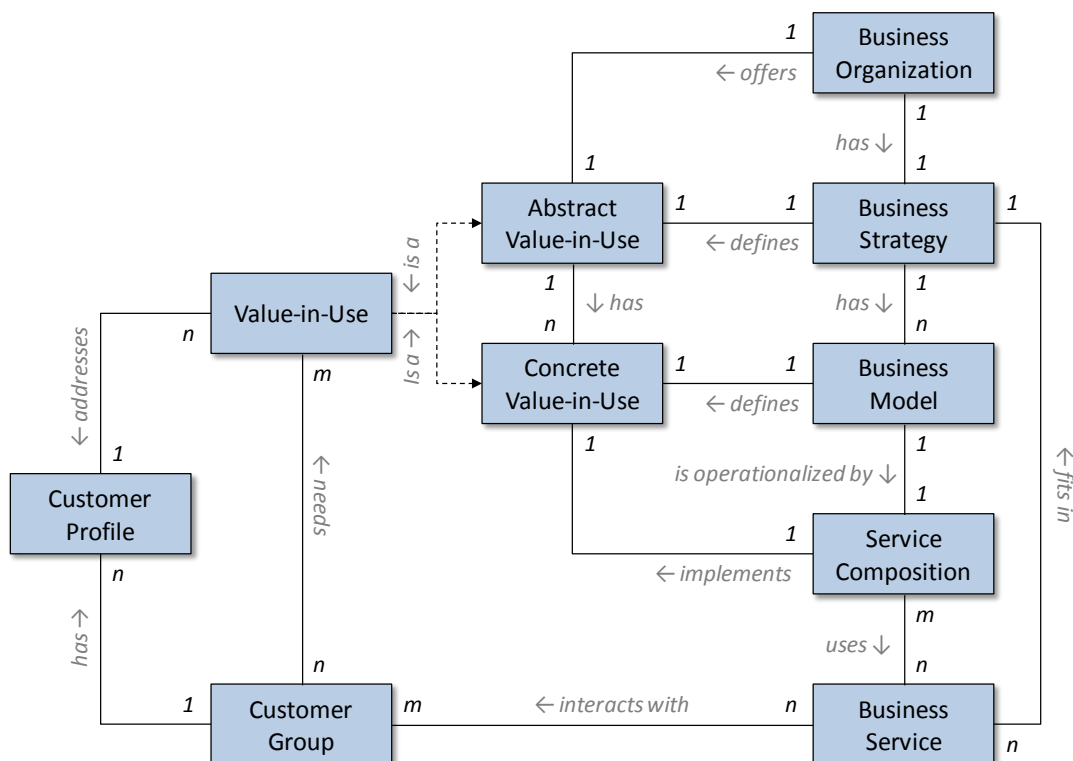 1
Business
Organization
← offers
1
has ↓
1
1
Abstract
Value-in-Use
1
1
← defines
Business
Strategy
1
↓ is a
1
↓ has
n
1
has ↓
n
Value-in-Use
n
m
Is a →
Concrete
Value-in-Use
1
1
← defines
Business
Model
← addresses
1
1
1
is operationalized by ↓
1
← fits in
Customer
Profile
n
← needs
1
← implements
Service
Composition
m
has →
uses ↓
n
n
1
Customer
Group
m
← interacts with
n
Business
Service
n